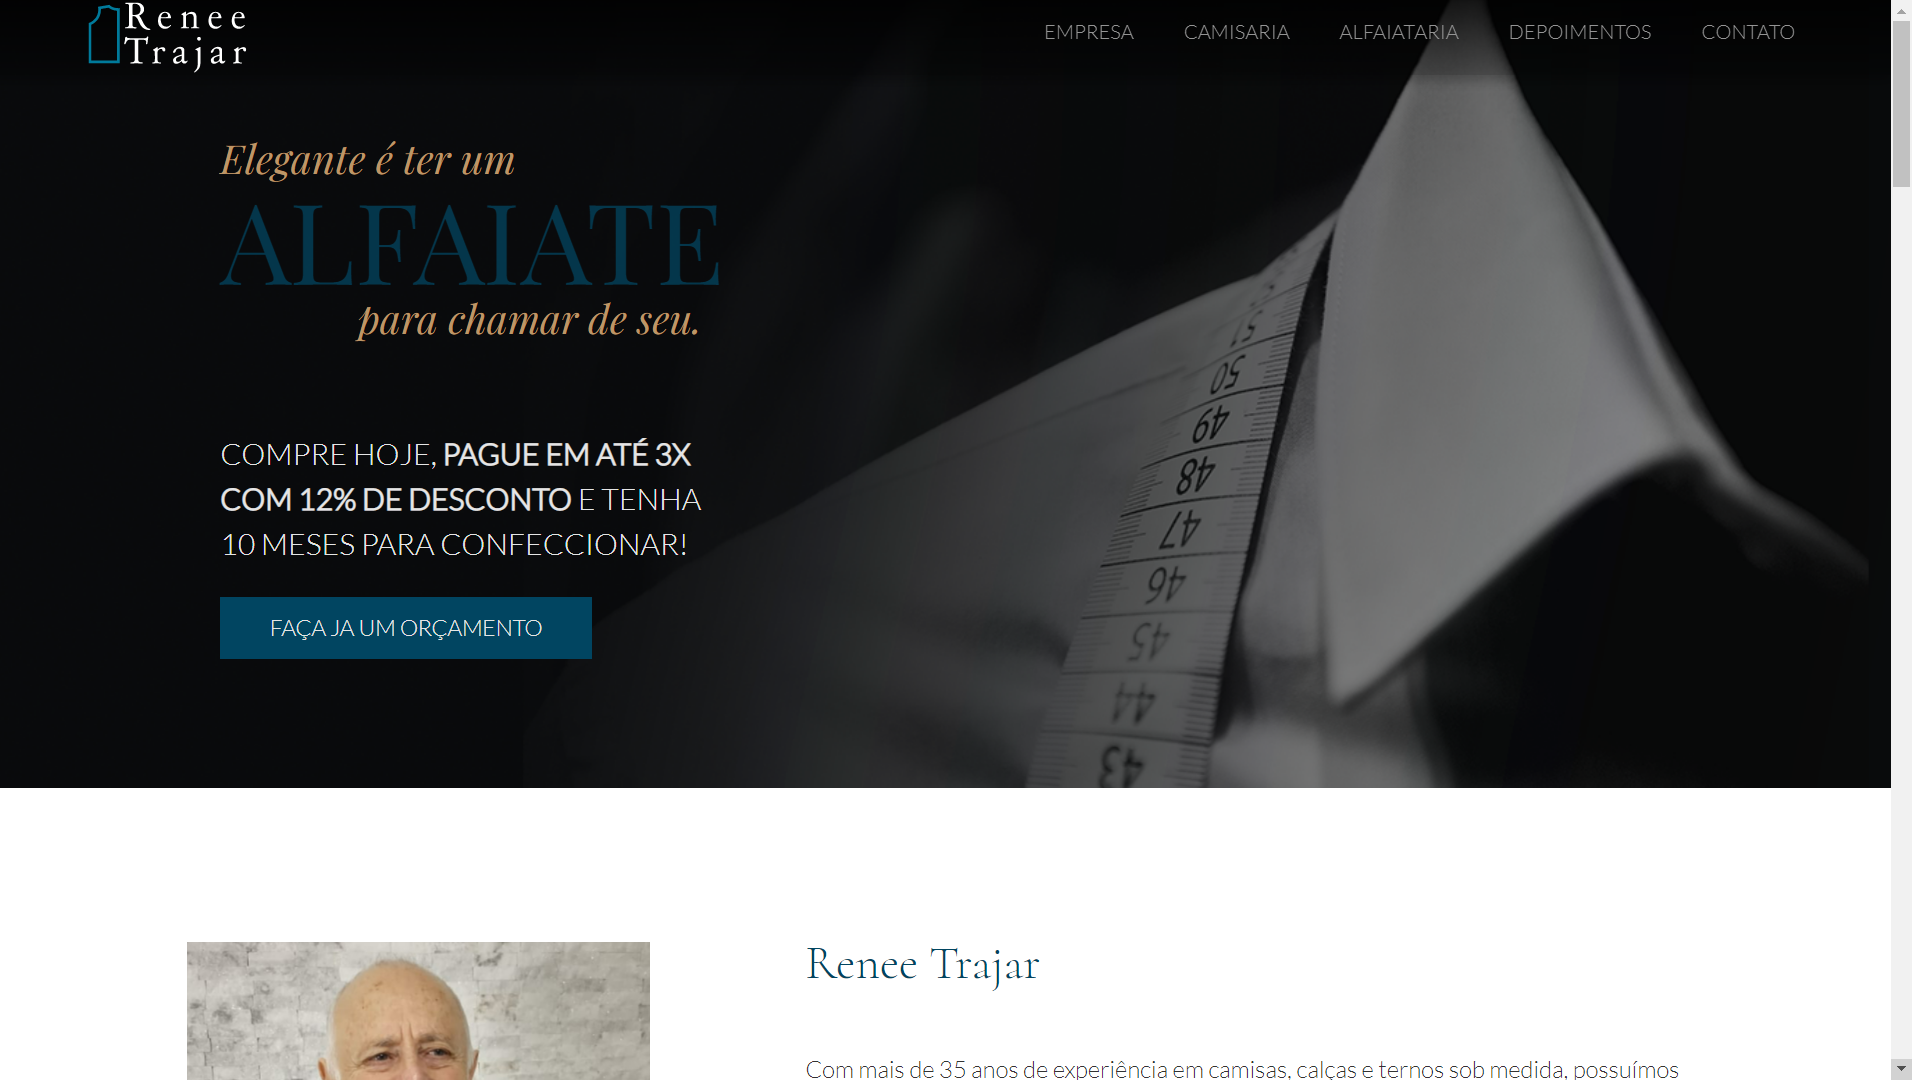 Renee
Trajar
EMPRESA CAMISARIA ALFAIATARIA DEPOIMENTOS CONTATO
Elegante é ter um
ALFAIATE
para chamar de seu.
COMPRE HOJE, PAGUE EM ATÉ 3X
COM 12% DE DESCONTO E TENHA
10 MESES PARA CONFECCIONAR!
FAÇA JA UM ORÇAMENTO
51
50
49
48
47
46
45
44
43
Renee Trajar
Com mais de 35 anos de experiência em camisas, calças e ternos sob medida, possuímos